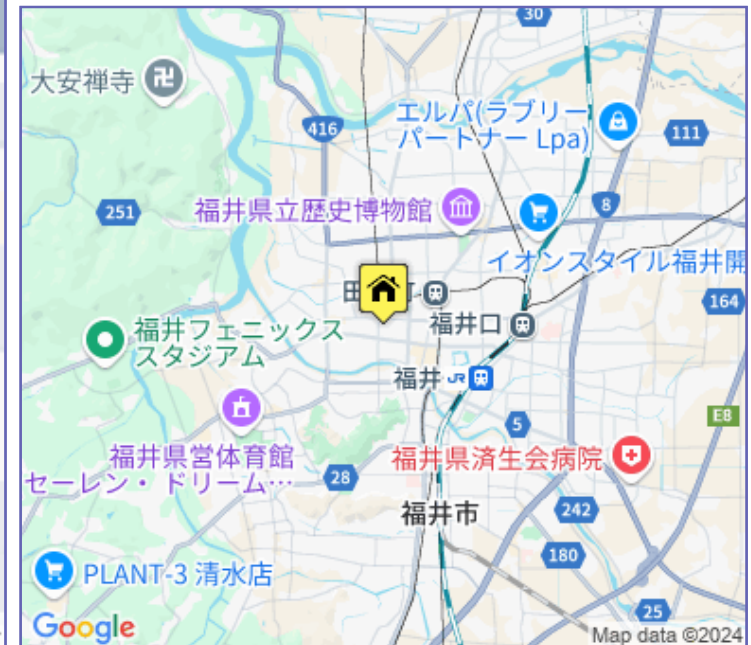 30
大安禅寺
エルパ(ラブリー
パートナー Lpa)
416
111
251
福井県立歴史博物館
8
イオンスタイル福井開
田
164
福井口
福井フェニックス
スタジアム
福井
JR
E8
5
福井県営体育館
セーレン・ドリーム…
福井県済生会病院
28
242
福井市
180
PLANT-3 清水店
25
Google
Map data ©2024